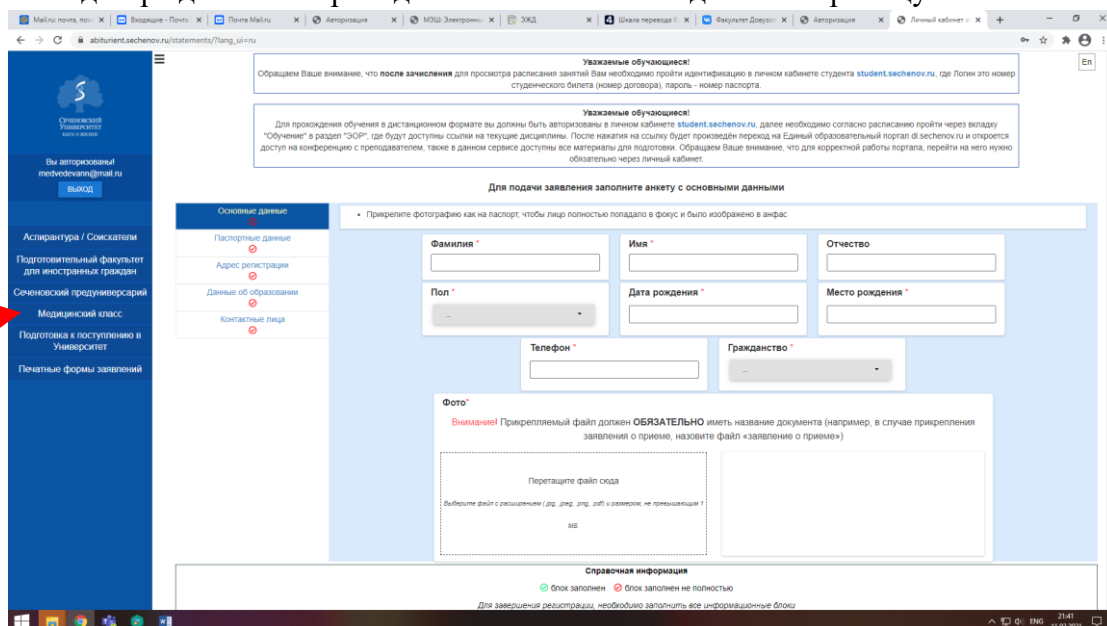 Mail.ru: почта, пои
Входящие - Почта
Почта Mail.ru
Авторизация
МЭШ: Электронны
ЭЖД
Шкала перевода б
Факультет Довузос
Авторизация
Личный кабинет о
abiturient.sechenov.ru/statements/?lang_ui=ru
En
Уважаемые обучающиеся!
Обращаем Ваше внимание, что после зачисления для просмотра расписания занятий Вам необходимо пройти идентификацию в личном кабинете студента student.sechenov.ru, где Логин это номер
студенческого билета (номер договора), пароль - номер паспорта.
Уважаемые обучающиеся!
Для прохождения обучения в дистанционном формате вы должны быть авторизованы в личном кабинете student.sechenov.ru, далее необходимо согласно расписанию пройти через вкладку
"Обучение" в раздел "ЭОР", где будут доступны ссылки на текущие дисциплины. После нажатия на ссылку будет произведён переход на Единый образовательный портал dl.sechenov.ru и откроется
доступ на конференцию с преподавателем, также в данном сервисе доступны все материалы для подготовки. Обращаем Ваше внимание, что для корректной работы портала, перейти на него нужно
обязательно через личный кабинет.
Сеченовский
Университет
Вы авторизованы!
medvedevann@mail.ru
ВЫХОД
Аспирантура / Соискатели
Подготовительный факультет
для иностранных граждан
Сеченовский предуниверсарий
Медицинский класс
Подготовка к поступлению в
Университет
Печатные формы заявлений
Для подачи заявления заполните анкету с основными данными
Основные данные
Паспортные данные
Адрес регистрации
Данные об образовании
Контактные лица
• Прикрепите фотографию как на паспорт, чтобы лицо полностью попадало в фокус и было изображено в анфас
Фамилия *
Имя *
Отчество
Пол *
...
Дата рождения *
Место рождения *
Телефон *
Гражданство *
...
Фото*
Внимание! Прикрепляемый файл должен ОБЯЗАТЕЛЬНО иметь название документа (например, в случае прикрепления
заявления о приеме, назовите файл «заявление о приеме»)
Перетащите файл сюда
Выберите файл с расширением (.jpg, .jpeg, .png, .pdf) и размером, не превышающим 1
МБ
Справочная информация
блок заполнен блок заполнен не полностью
Для завершения регистрации, необходимо заполнить все информационные блоки
ENG
21:41